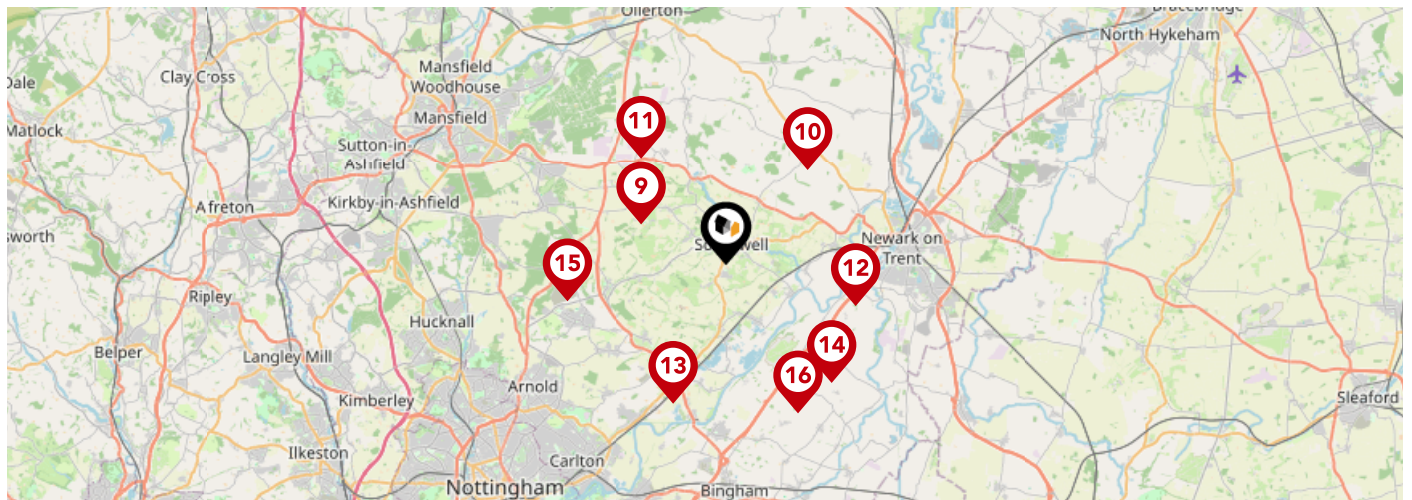 Ollerton
Bracebridge
North Hykeham
Clay Cross
Mansfield
Woodhouse
Dale
Mansfield
11
10
Matlock
Sutton-in-
Ashfield
9
Kirkby-in-Ashfield
Afreton
sworth
Newark on
Trent
15
12
Ripley
Hucknall
14
Belper
Langley Mill
13
16
Arnold
Kimberley
Sleaford
Ilkeston
Carlton
Nottingham
Bingham